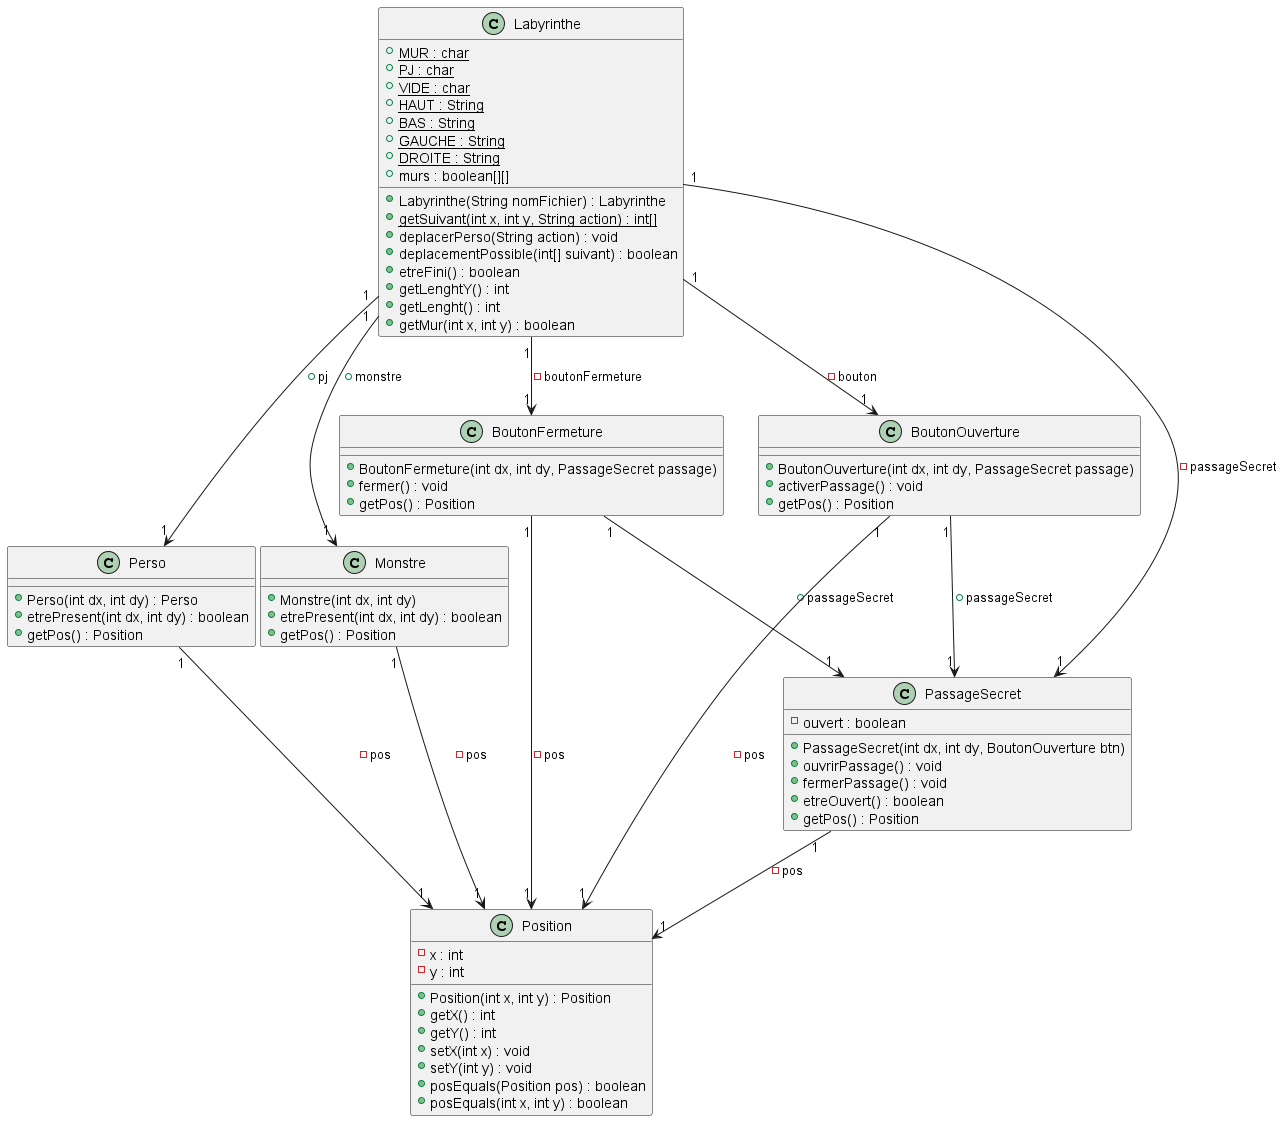 C Labyrinthe
MUR : char
PJ : char
VIDE : char
HAUT : String
BAS : String
GAUCHE : String
DROITE : String
murs : boolean[][]
Labyrinthe(String nomFichier) : Labyrinthe
getSuivant(int x, int y, String action) : int[]
deplacerPerso(String action) : void
deplacementPossible(int[] suivant) : boolean
etreFini() : boolean
getLenghtY() : int
getLenght() : int
getMur(int x, int y) : boolean
1
1
1
1
1
pj
monstre
boutonFermeture
bouton
passageSecret
1
1
C BoutonFermeture
BoutonFermeture(int dx, int dy, PassageSecret passage)
fermer() : void
getPos() : Position
C BoutonOuverture
BoutonOuverture(int dx, int dy, PassageSecret passage)
activerPassage() : void
getPos() : Position
1
1
1
1
1
1
C Perso
Perso(int dx, int dy) : Perso
etrePresent(int dx, int dy) : boolean
getPos() : Position
C Monstre
Monstre(int dx, int dy)
etrePresent(int dx, int dy) : boolean
getPos() : Position
passageSecret
passageSecret
1
1
1
1
1
C PassageSecret
ouvert : boolean
PassageSecret(int dx, int dy, BoutonOuverture btn)
ouvrirPassage() : void
fermerPassage() : void
etreOuvert() : boolean
getPos() : Position
pos
pos
pos
pos
1
pos
1
1
1
1
1
C Position
x : int
y : int
Position(int x, int y) : Position
getX() : int
getY() : int
setX(int x) : void
setY(int y) : void
posEquals(Position pos) : boolean
posEquals(int x, int y) : boolean